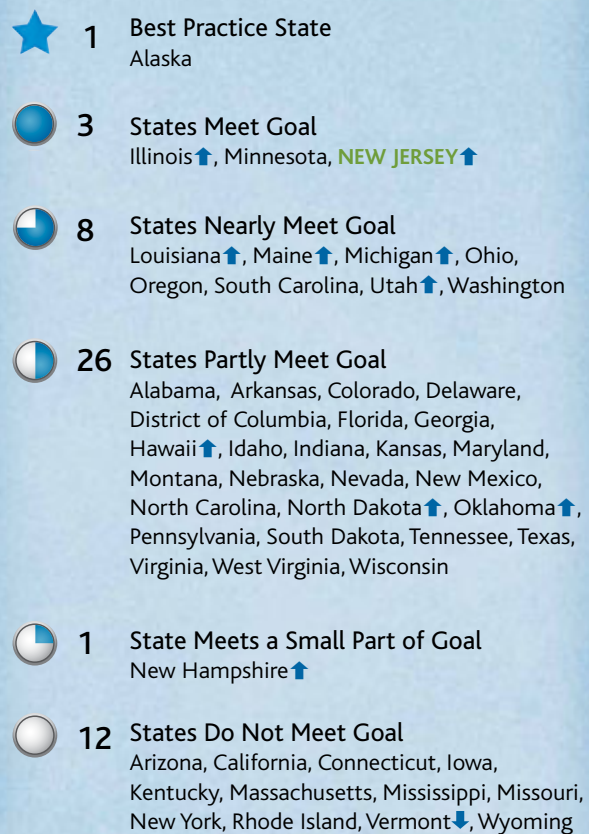 1 Best Practice State
Alaska
3 States Meet Goal
Illinois⬆, Minnesota, NEW JERSEY⬆
8 States Nearly Meet Goal
Louisiana⬆, Maine⬆, Michigan⬆, Ohio,
Oregon, South Carolina, Utah⬆, Washington
26 States Partly Meet Goal
Alabama, Arkansas, Colorado, Delaware,
District of Columbia, Florida, Georgia,
Hawaii⬆, Idaho, Indiana, Kansas, Maryland,
Montana, Nebraska, Nevada, New Mexico,
North Carolina, North Dakota⬆, Oklahoma⬆,
Pennsylvania, South Dakota, Tennessee, Texas,
Virginia, West Virginia, Wisconsin
1 State Meets a Small Part of Goal
New Hampshire⬆
12 States Do Not Meet Goal
Arizona, California, Connecticut, Iowa,
Kentucky, Massachusetts, Mississippi, Missouri,
New York, Rhode Island, Vermont⬇, Wyoming